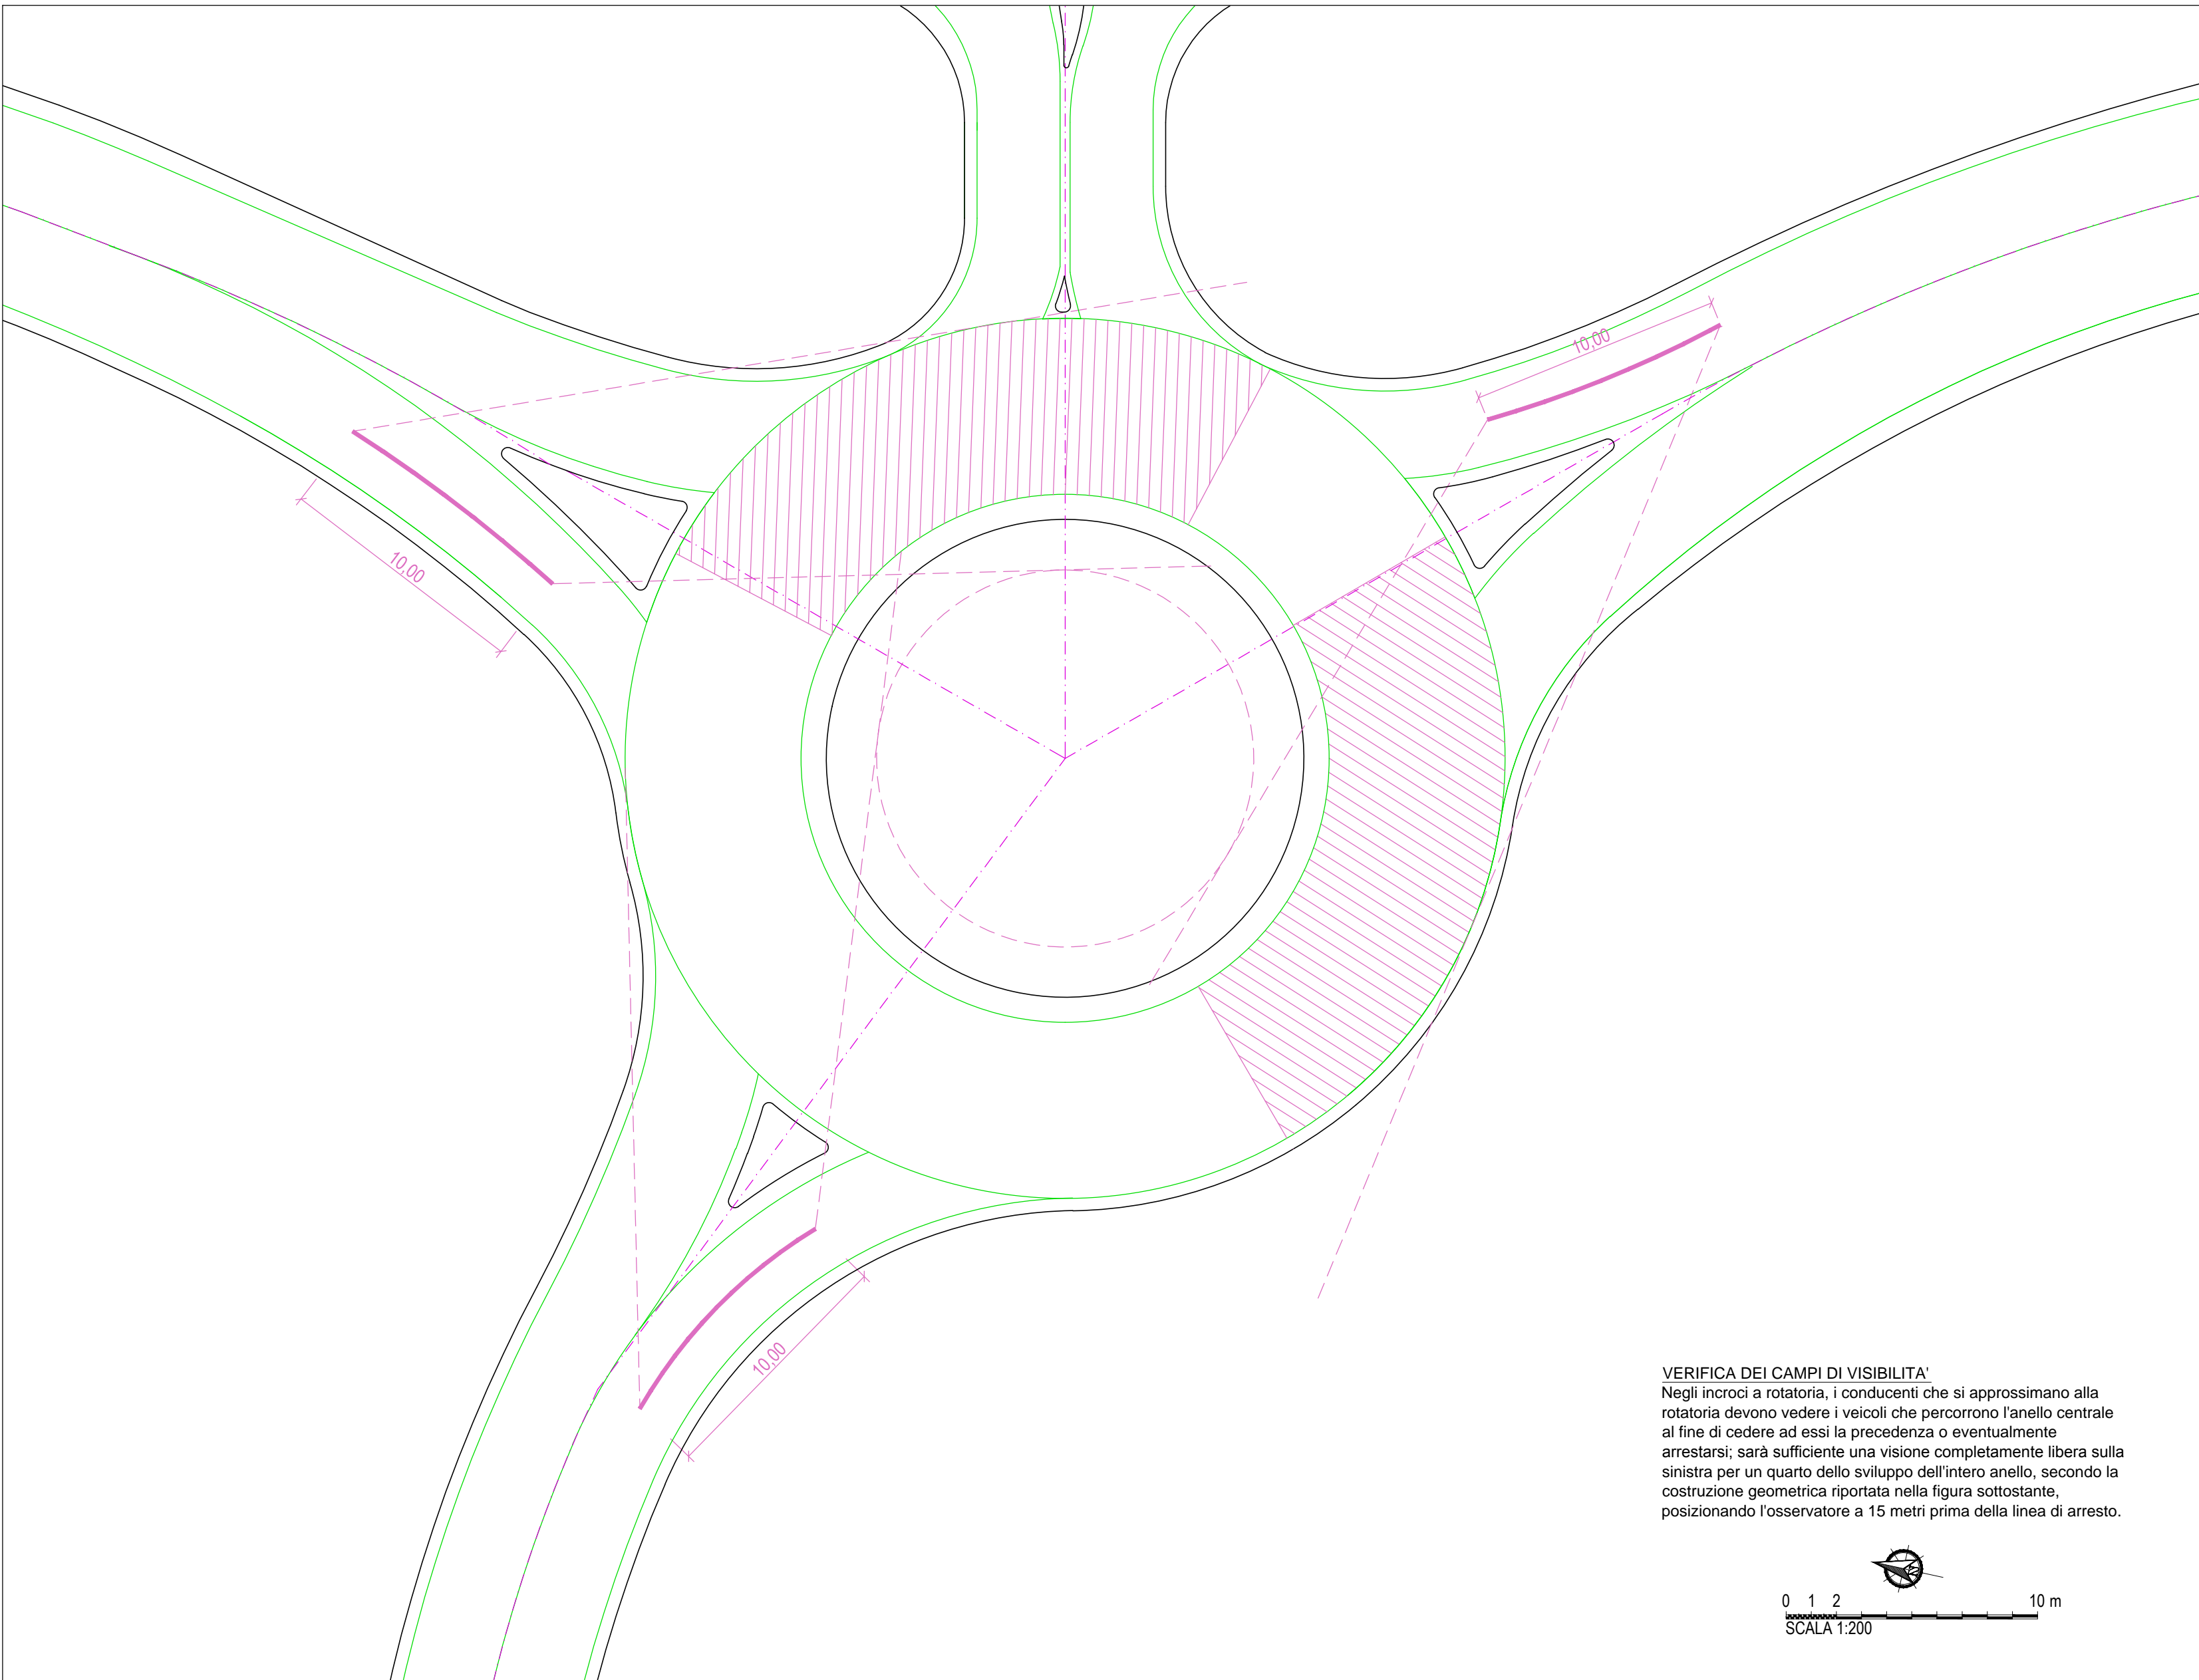 10,00
10,00
10,00
VERIFICA DEI CAMPI DI VISIBILITA'
Negli incroci a rotatoria, i conducenti che si approssimano alla
rotatoria devono vedere i veicoli che percorrono l'anello centrale
al fine di cedere ad essi la precedenza o eventualmente
arrestarsi; sarà sufficiente una visione completamente libera sulla
sinistra per un quarto dello sviluppo dell'intero anello, secondo la
costruzione geometrica riportata nella figura sottostante,
posizionando l'osservatore a 15 metri prima della linea di arresto.
N
0 1 2 10 m
SCALA 1:200